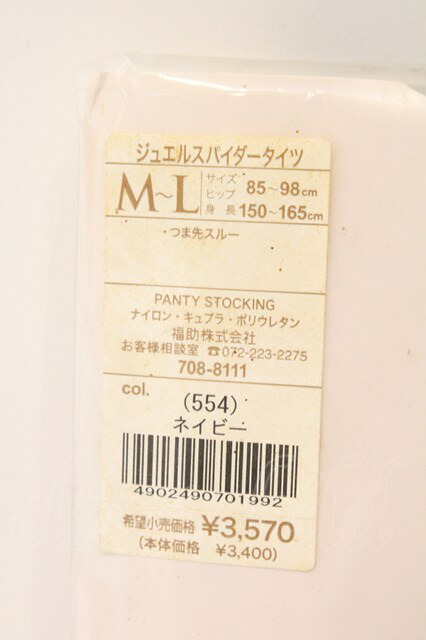 ジュエルスパイダータイツ
M~L サイズ ヒップ 85~98cm
身長 150~165cm
つま先スルー
PANTY STOCKING
ナイロン・キュプラ・ポリウレタン
福助株式会社
お客様相談室 ☎072-223-2275
708-8111
col.
(554)
ネイビー
4902490701992
希望小売価格 ¥3,570
(本体価格 ¥3,400)